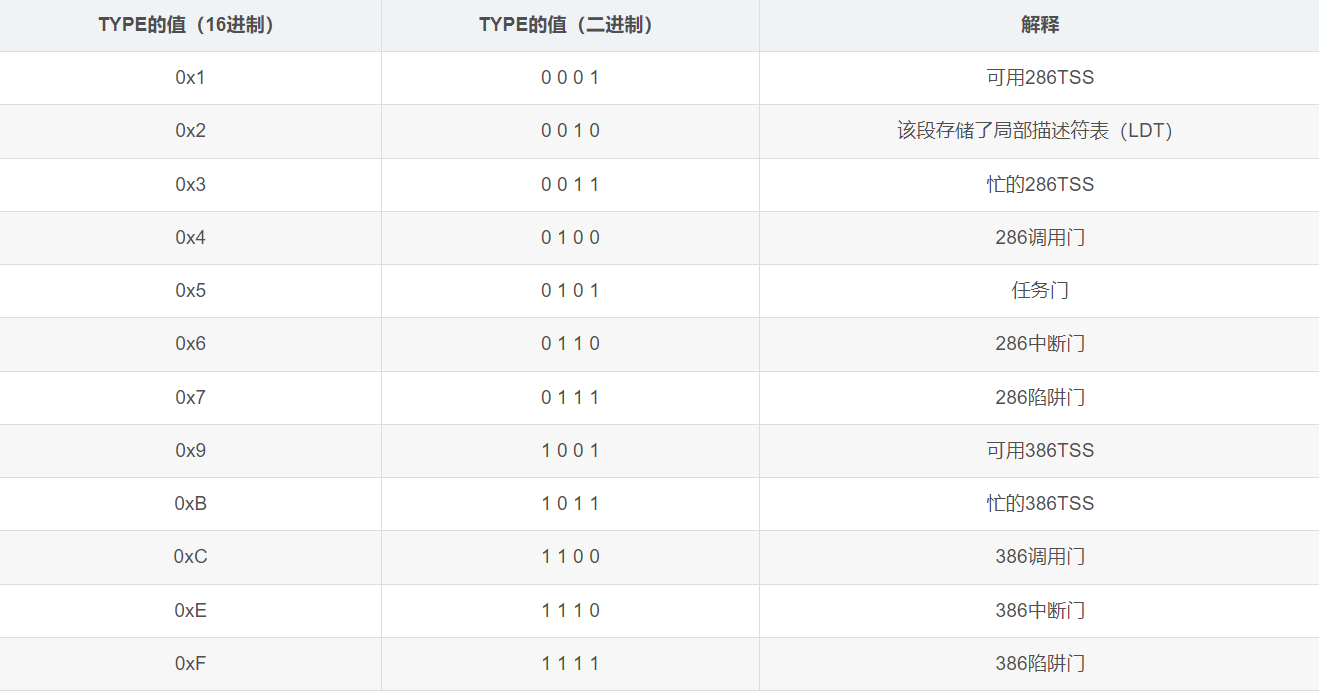 TYPE的值（16进制） TYPE的值（二进制） 解释
0x1 0 0 0 1 可用286TSS
0x2 0 0 1 0 该段存储了局部描述符表（LDT）
0x3 0 0 1 1 忙的286TSS
0x4 0 1 0 0 286调用门
0x5 0 1 0 1 任务门
0x6 0 1 1 0 286中断门
0x7 0 1 1 1 286陷阱门
0x9 1 0 0 1 可用386TSS
0xB 1 0 1 1 忙的386TSS
0xC 1 1 0 0 386调用门
0xE 1 1 1 0 386中断门
0xF 1 1 1 1 386陷阱门